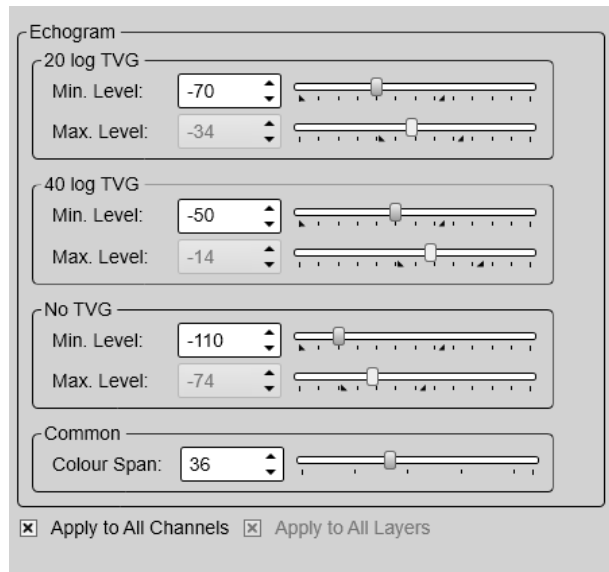 Echogram
20 log TVG
Min. Level: -70
Max. Level: -34
40 log TVG
Min. Level: -50
Max. Level: -14
No TVG
Min. Level: -110
Max. Level: -74
Common
Colour Span: 36
Apply to All Channels Apply to All Layers